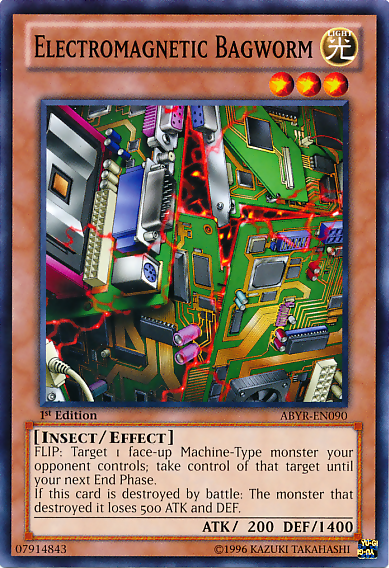 ELECTROMAGNETIC BAGWORM
LIGHT
光
1st Edition
ABYR-EN090
[INSECT/EFFECT]
FLIP: Target 1 face-up Machine-Type monster your
opponent controls; take control of that target until
your next End Phase.
If this card is destroyed by battle: The monster that
destroyed it loses 500 ATK and DEF.
ATK/ 200 DEF/1400
07914843
©1996 KAZUKI TAKAHASHI